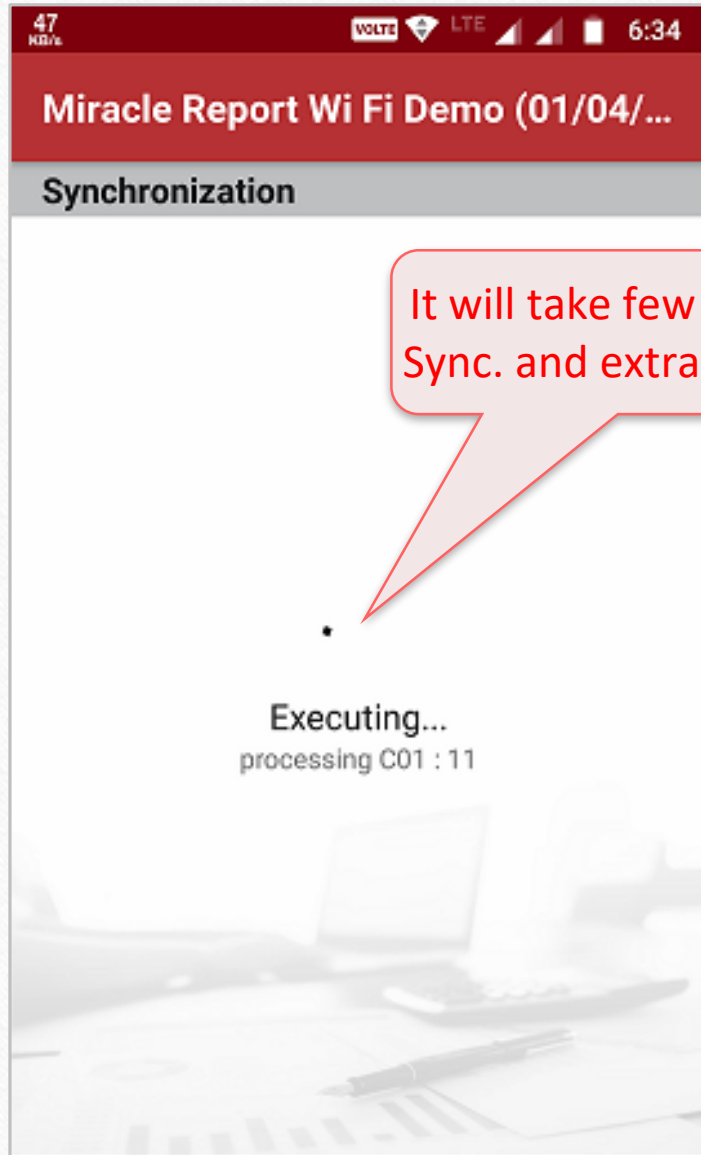 47
KB/s
VOLTE LTE 6:34
Miracle Report Wi Fi Demo (01/04/...
Synchronization
It will take few
Sync. and extra
Executing...
processing C01 : 11